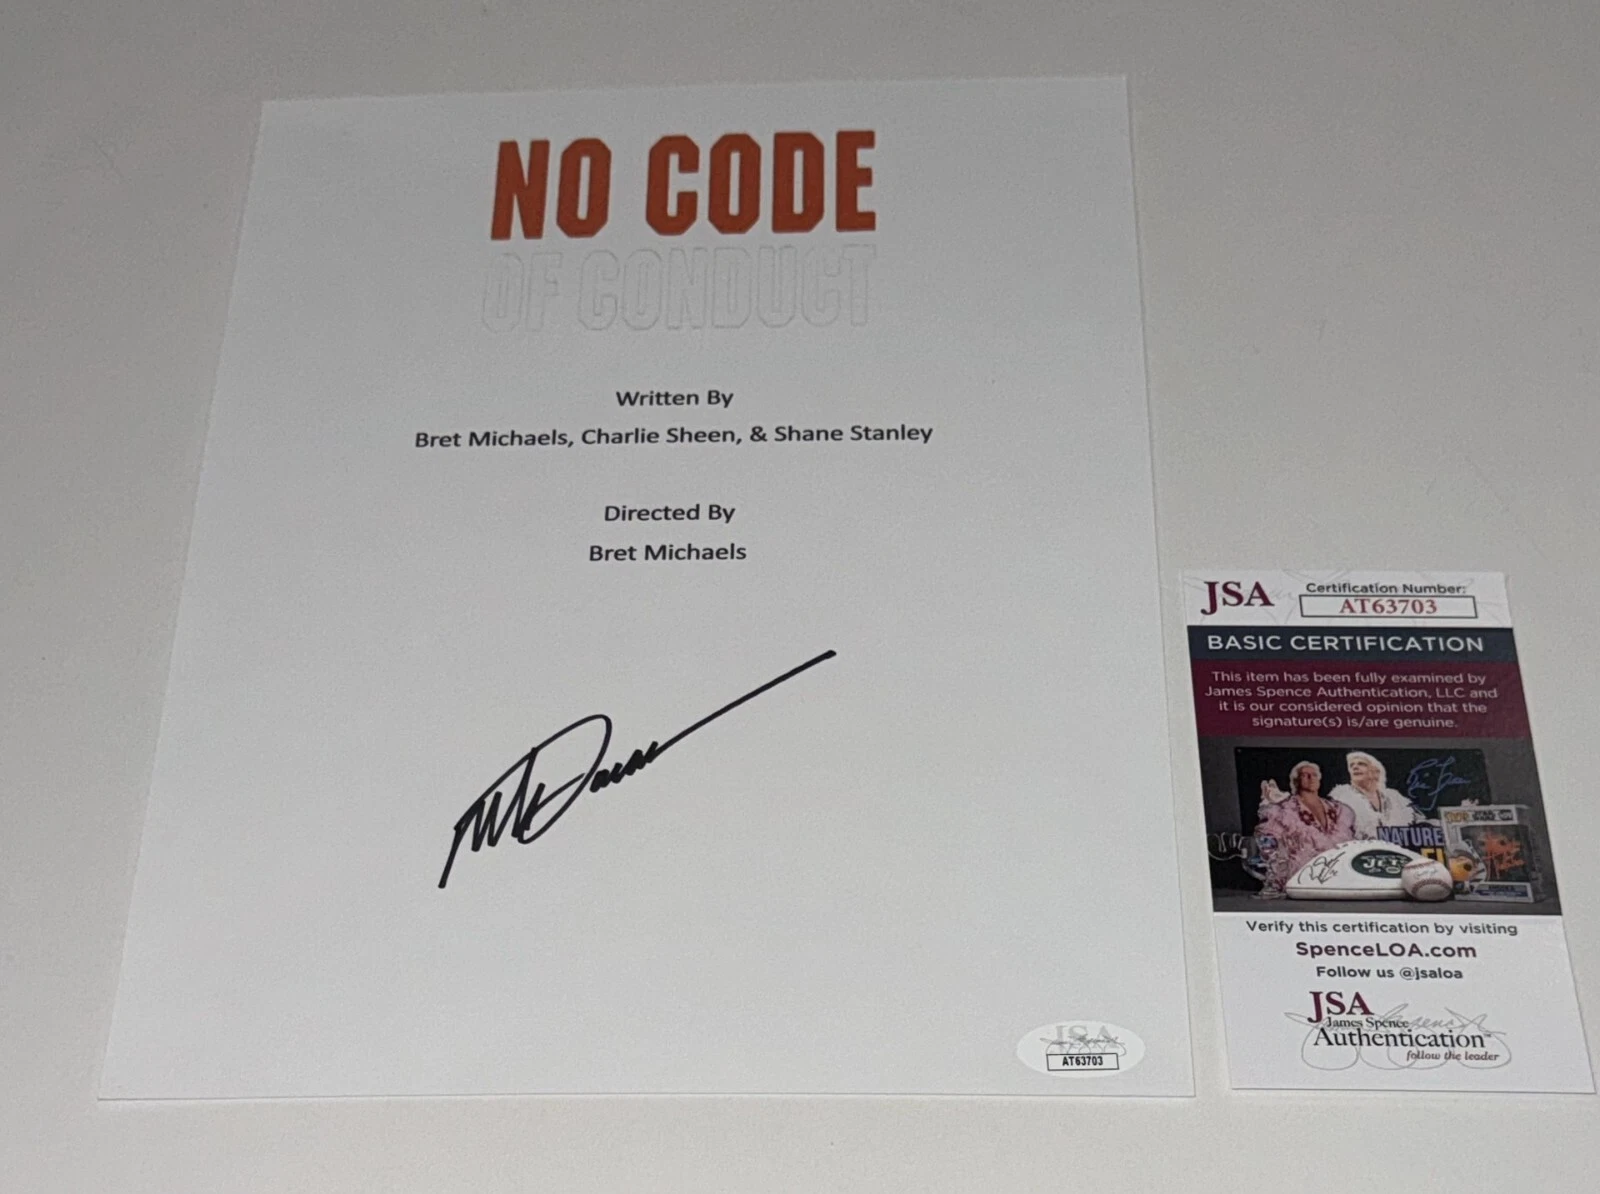 NO CODE
OF CONDUCT
Written By
Bret Michaels, Charlie Sheen, & Shane Stanley
Directed By
Bret Michaels
JSA
AT63703
JSA
Certification Number:
AT63703
BASIC CERTIFICATION
This item has been fully examined by
James Spence Authentication, LLC and
it is our considered opinion that the
signature(s) is/are genuine.
NATURE
JETS
Verify this certification by visiting
SpenceLOA.com
Follow us @jsaloa
JSA
James Spence
Authentication™
follow the leader